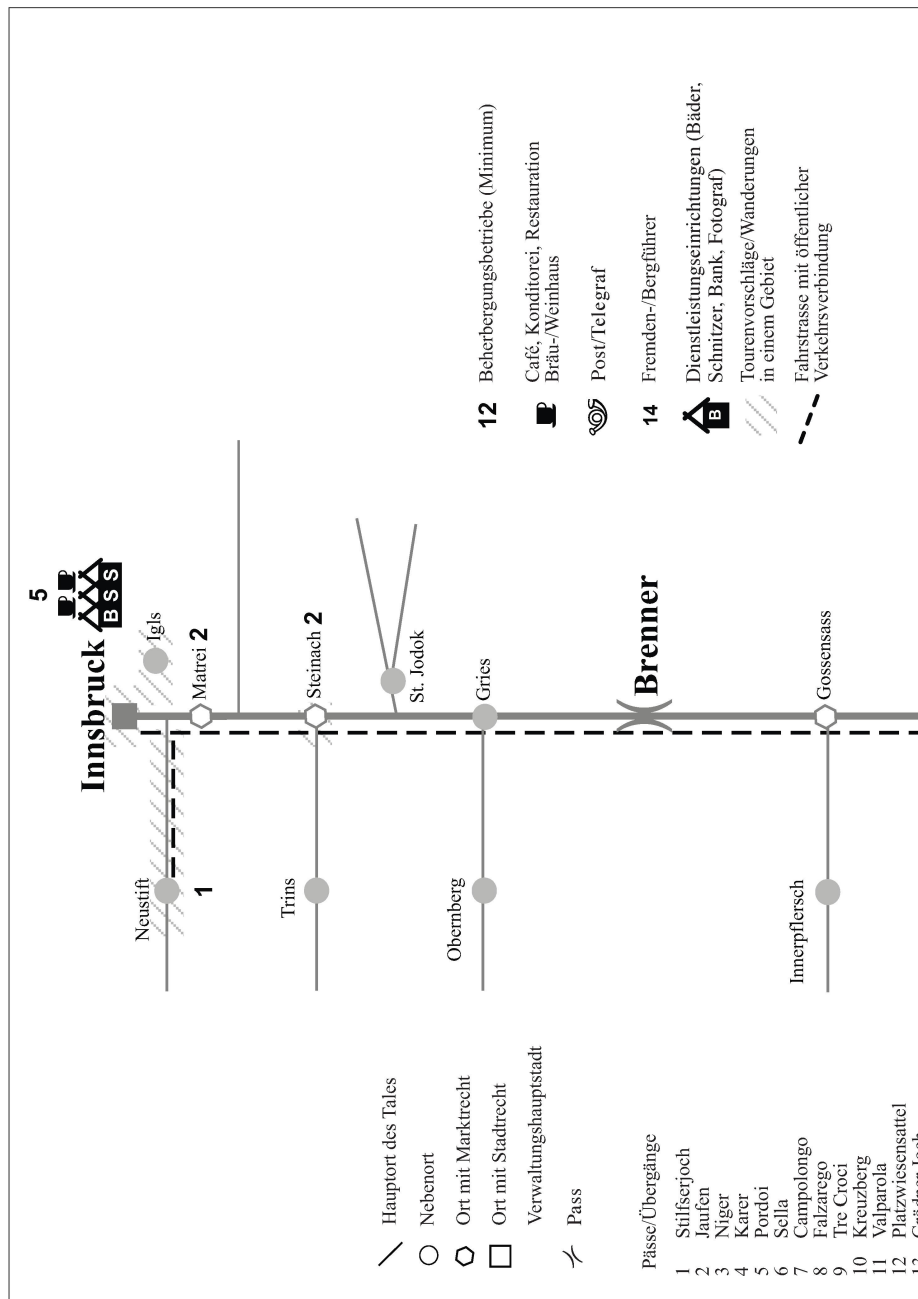 5
B S S
Innsbruck
Igls
Matrei 2
Neustift
1
Steinach 2
Trins
St. Jodok
Gries
Obernberg
Brenner
Gossensass
Innerpflersch
12 Beherbergungsbetriebe (Minimum)
Café, Konditorei, Restauration
Bräu-/Weinhaus
Post/Telegraf
14 Fremden-/Bergführer
B Dienstleistungseinrichtungen (Bäder,
Schnitzer, Bank, Fotograf)
Tourenvorschläge/Wanderungen
in einem Gebiet
Fahrstrasse mit öffentlicher
Verkehrsverbindung
Hauptort des Tales
Nebenort
Ort mit Marktrecht
Ort mit Stadtrecht
Verwaltungshauptstadt
Pass
Pässe/Übergänge
1 Stilfserjoch
2 Jaufen
3 Niger
4 Karer
5 Pordoi
6 Sella
7 Campolongo
8 Falzarego
9 Tre Croci
10 Kreuzberg
11 Valparola
12 Platzwiesensattel
13